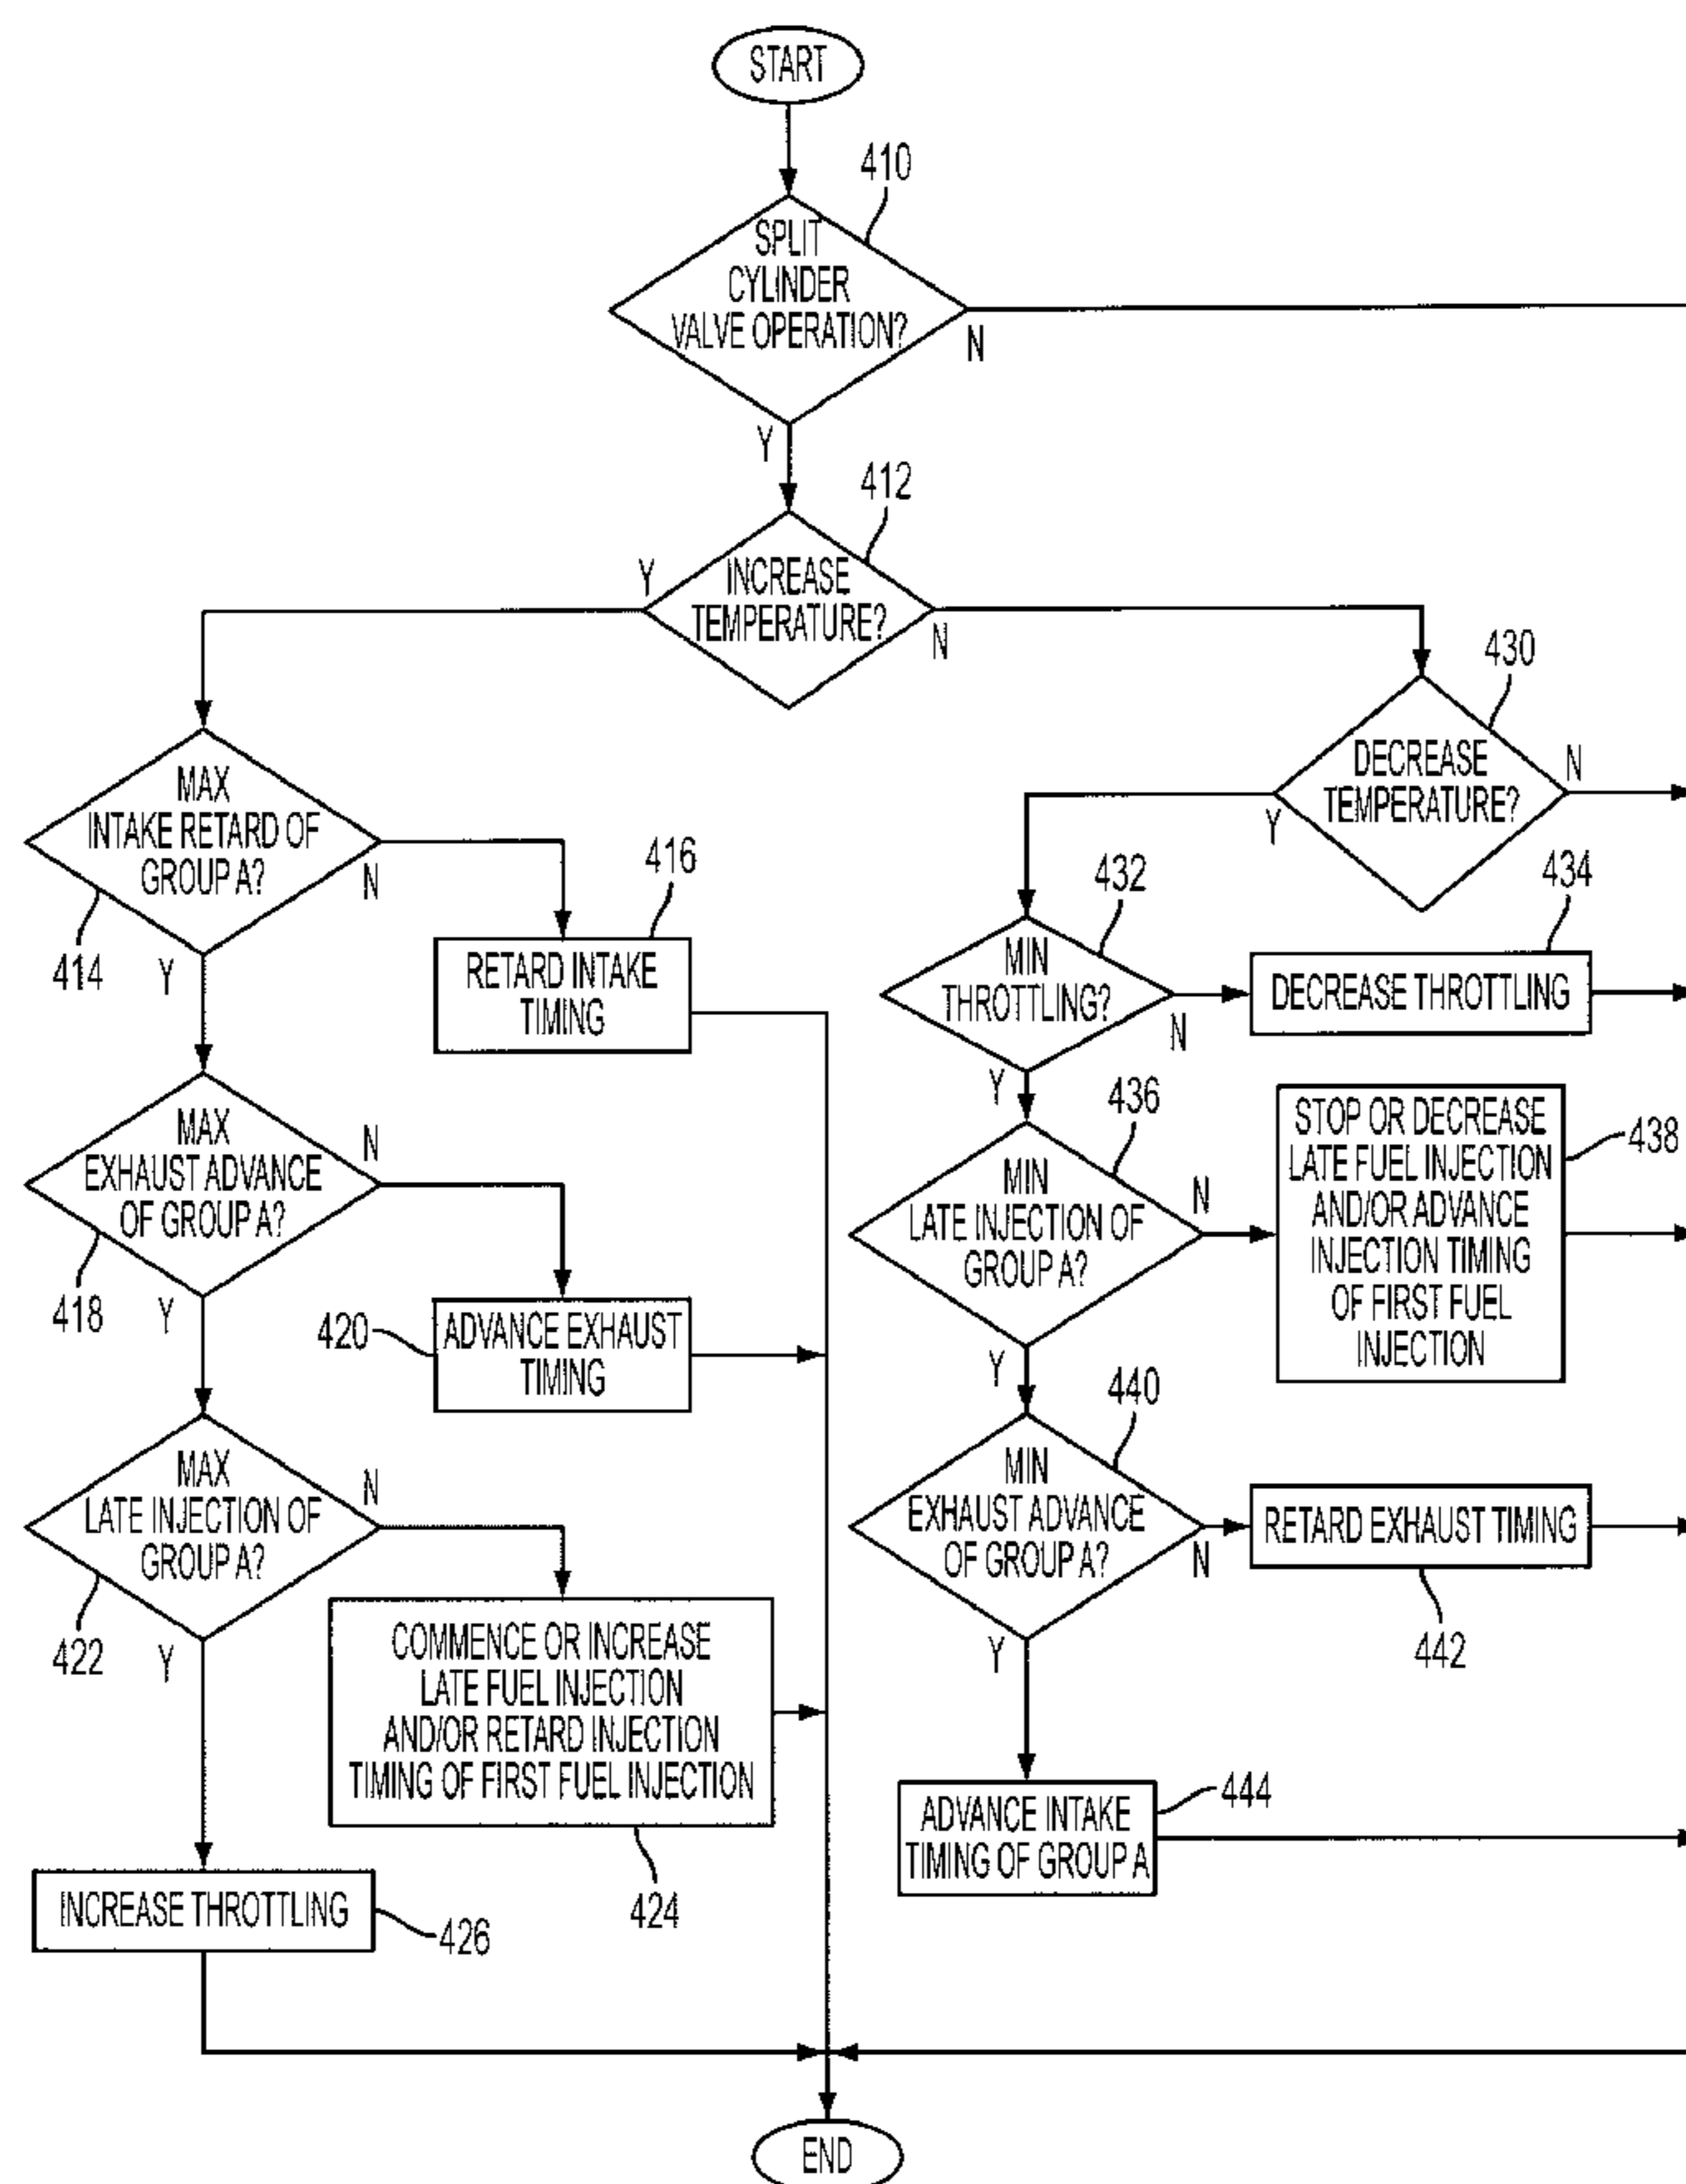 START
410
SPLIT
CYLINDER
VALVE OPERATION?
N
Y
412
INCREASE
TEMPERATURE?
Y
N
430
DECREASE
TEMPERATURE?
N
Y
MAX
INTAKE RETARD OF
GROUP A?
N
414
Y
416
RETARD INTAKE
TIMING
432
MIN
THROTTLING?
N
Y
434
DECREASE THROTTLING
MAX
EXHAUST ADVANCE
OF GROUP A?
N
418
Y
420
ADVANCE EXHAUST
TIMING
436
MIN
LATE INJECTION OF
GROUP A?
N
Y
STOP OR DECREASE
LATE FUEL INJECTION
AND/OR ADVANCE
INJECTION TIMING
OF FIRST FUEL
INJECTION
438
MAX
LATE INJECTION OF
GROUP A?
N
422
Y
COMMENCE OR INCREASE
LATE FUEL INJECTION
AND/OR RETARD INJECTION
TIMING OF FIRST FUEL INJECTION
424
440
MIN
EXHAUST ADVANCE
OF GROUP A?
N
Y
RETARD EXHAUST TIMING
442
ADVANCE INTAKE
TIMING OF GROUP A
444
INCREASE THROTTLING
426
END